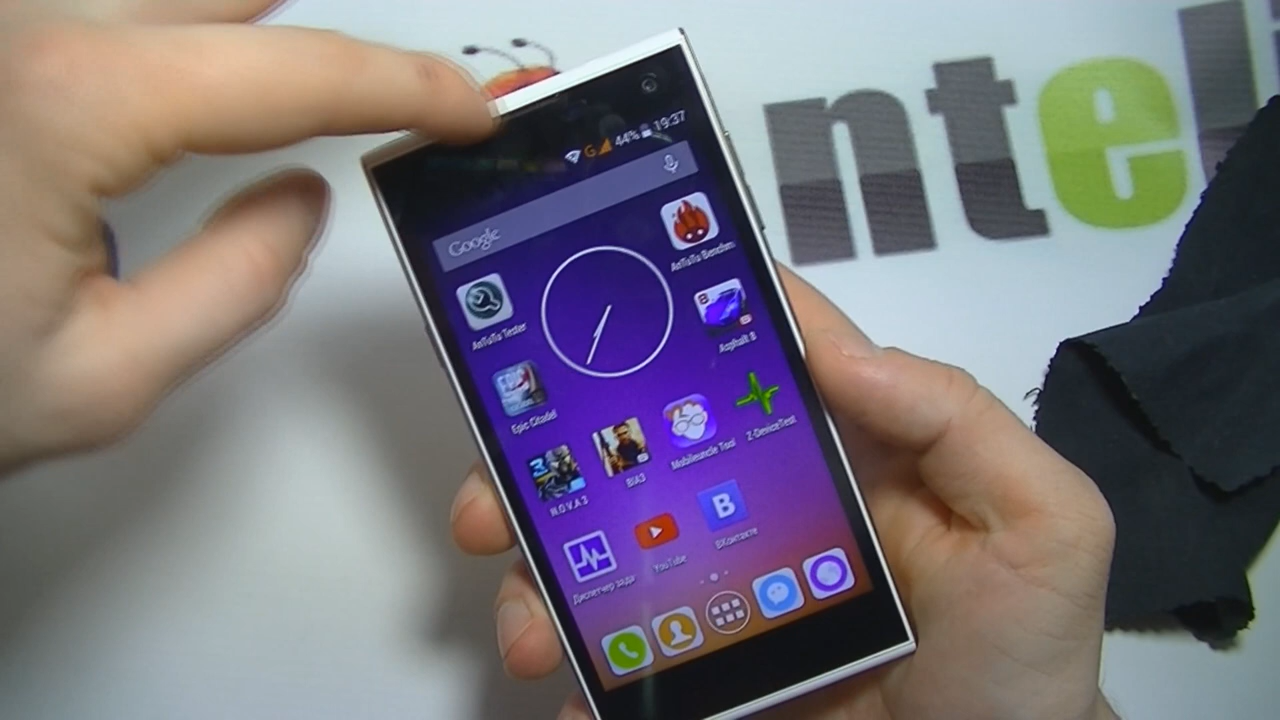 ntel
44% 19:37
Google
AnTuTu Tester
AnTuTu Benchm
Epic Citadel
Asphalt 8
N.O.V.A.3
BIA3
Mobileuncle Tool
Z-DeviceTest
Диспетчер зада
YouTube
B
ВКонтакте